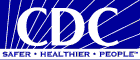 CDC
SAFER • HEALTHIER • PEOPLE™